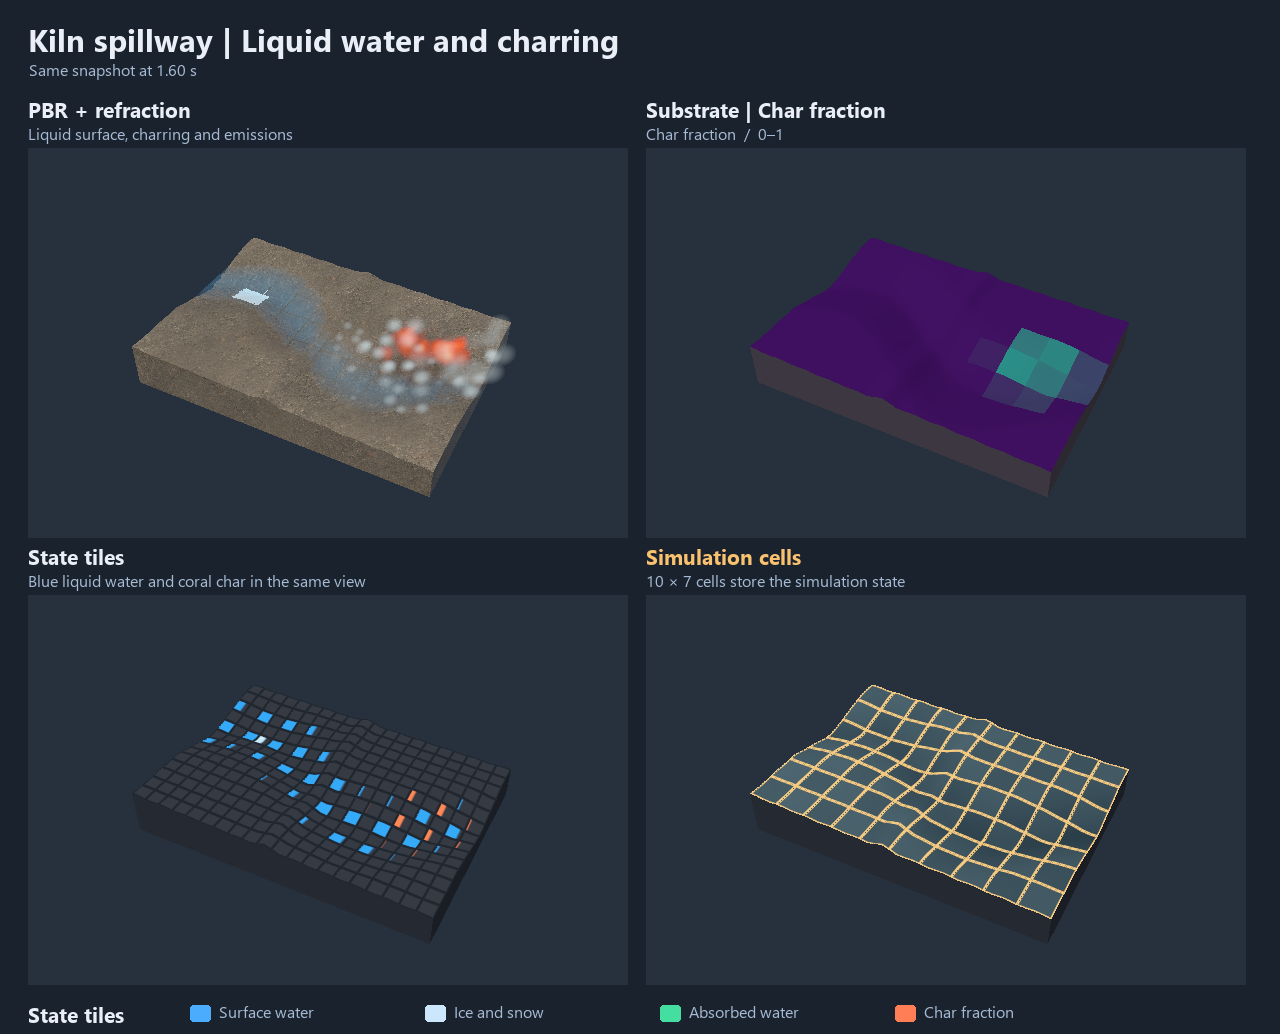 Kiln spillway | Liquid water and charring
Same snapshot at 1.60 s
PBR + refraction
Liquid surface, charring and emissions
Substrate | Char fraction
Char fraction / 0–1
State tiles
Blue liquid water and coral char in the same view
Simulation cells
10 × 7 cells store the simulation state
State tiles
Surface water
Ice and snow
Absorbed water
Char fraction